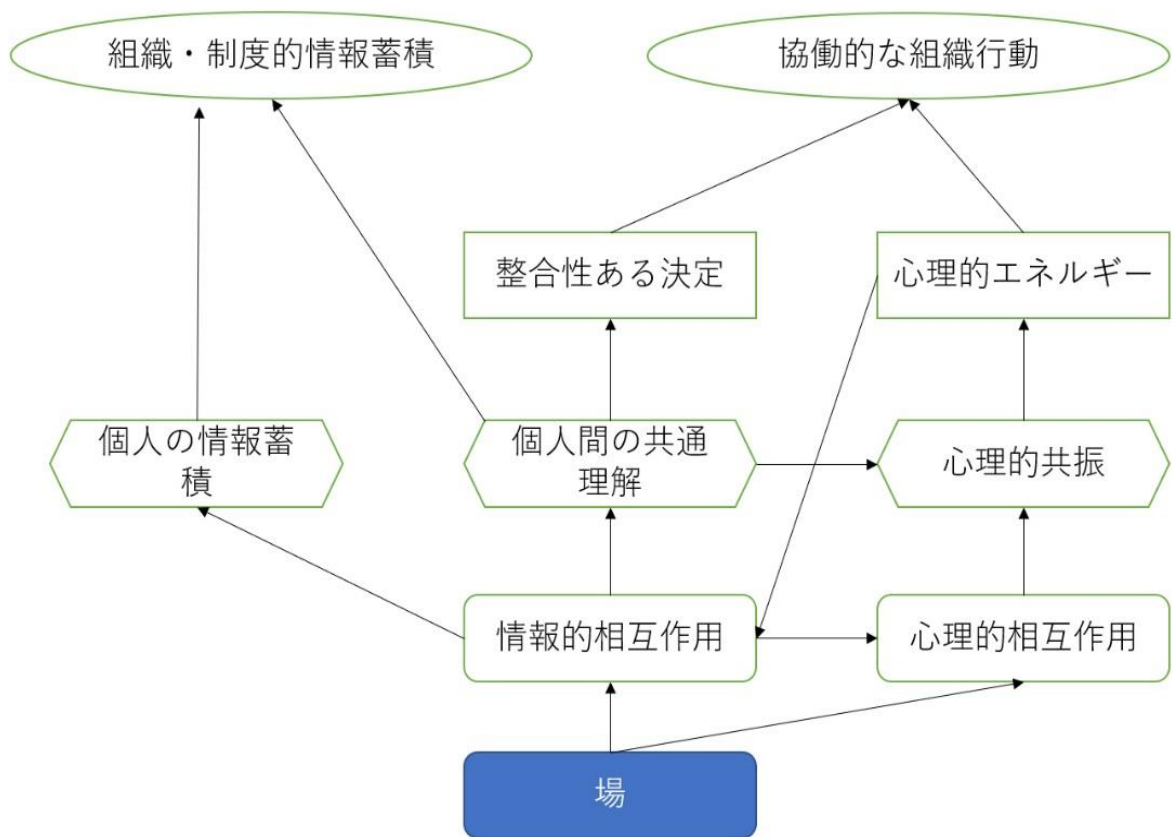 組織・制度的情報蓄積
協働的な組織行動
整合性ある決定
心理的エネルギー
個人の情報蓄
積
個人間の共通
理解
心理的共振
情報的相互作用
心理的相互作用
場